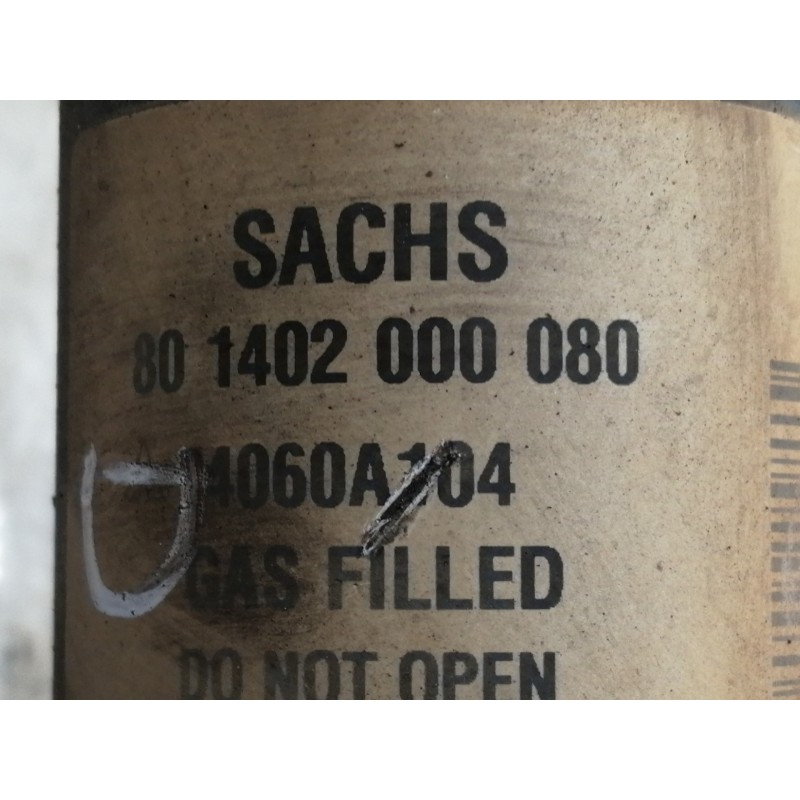 SACHS
80 1402 000 080
GAS FILLED
DO NOT OPEN